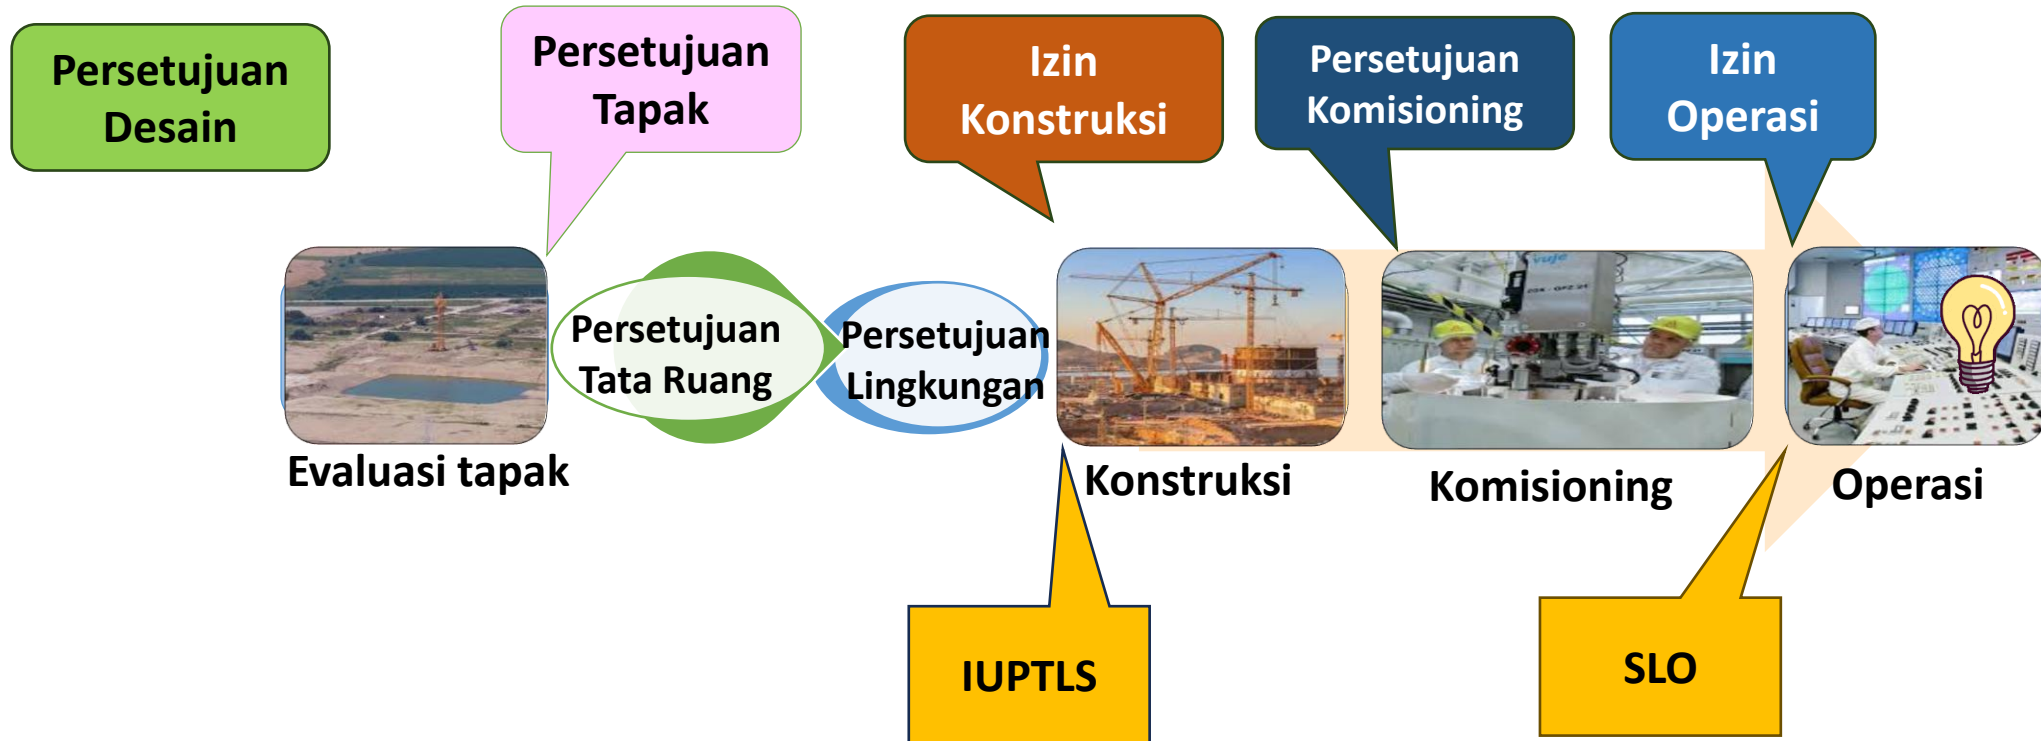 Persetujuan
Desain
Persetujuan
Tapak
Izin
Konstruksi
Persetujuan
Komisioning
Izin
Operasi
Persetujuan
Tata Ruang
Persetujuan
Lingkungan
vuje
Evaluasi tapak
Konstruksi
Komisioning
Operasi
IUPTLS
SLO